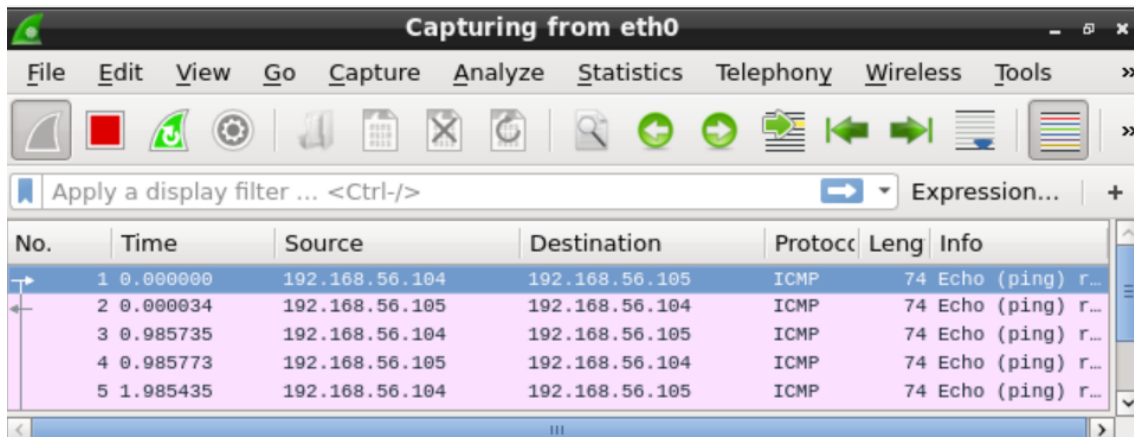 Capturing from eth0
File Edit View Go Capture Analyze Statistics Telephony Wireless Tools »
»
Apply a display filter ... <Ctrl-/> Expression... +
No. Time Source Destination Protocc Leng Info
1 0.000000 192.168.56.104 192.168.56.105 ICMP 74 Echo (ping) r…
2 0.000034 192.168.56.105 192.168.56.104 ICMP 74 Echo (ping) r…
3 0.985735 192.168.56.104 192.168.56.105 ICMP 74 Echo (ping) r…
4 0.985773 192.168.56.105 192.168.56.104 ICMP 74 Echo (ping) r…
5 1.985435 192.168.56.104 192.168.56.105 ICMP 74 Echo (ping) r…